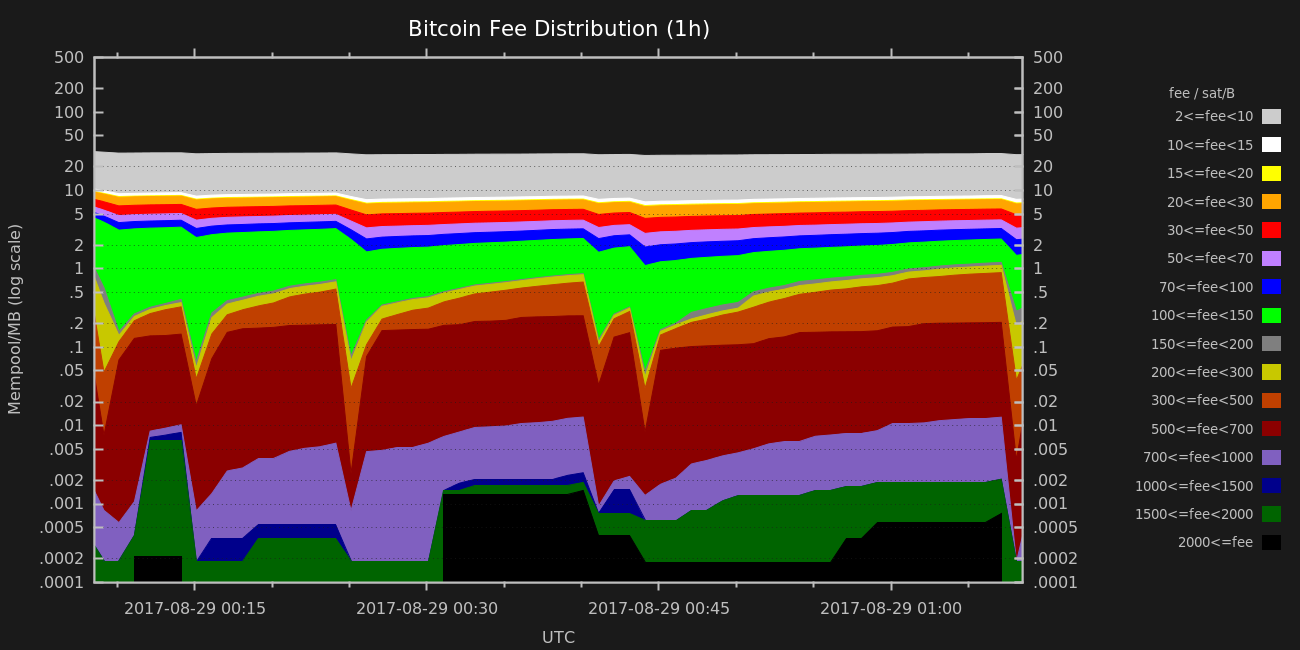 Bitcoin Fee Distribution (1h)
500 500
200 200
100 100
50 50
20 20
10 10
5 5
2 2
1 1
.5 .5
.2 .2
.1 .1
.05 .05
.02 .02
.01 .01
.005 .005
.002 .002
.001 .001
.0005 .0005
.0002 .0002
.0001 .0001
Mempool/MB (log scale)
2017-08-29 00:15 2017-08-29 00:30 2017-08-29 00:45 2017-08-29 01:00
UTC
fee / sat/B
2<=fee<10
10<=fee<15
15<=fee<20
20<=fee<30
30<=fee<50
50<=fee<70
70<=fee<100
100<=fee<150
150<=fee<200
200<=fee<300
300<=fee<500
500<=fee<700
700<=fee<1000
1000<=fee<1500
1500<=fee<2000
2000<=fee